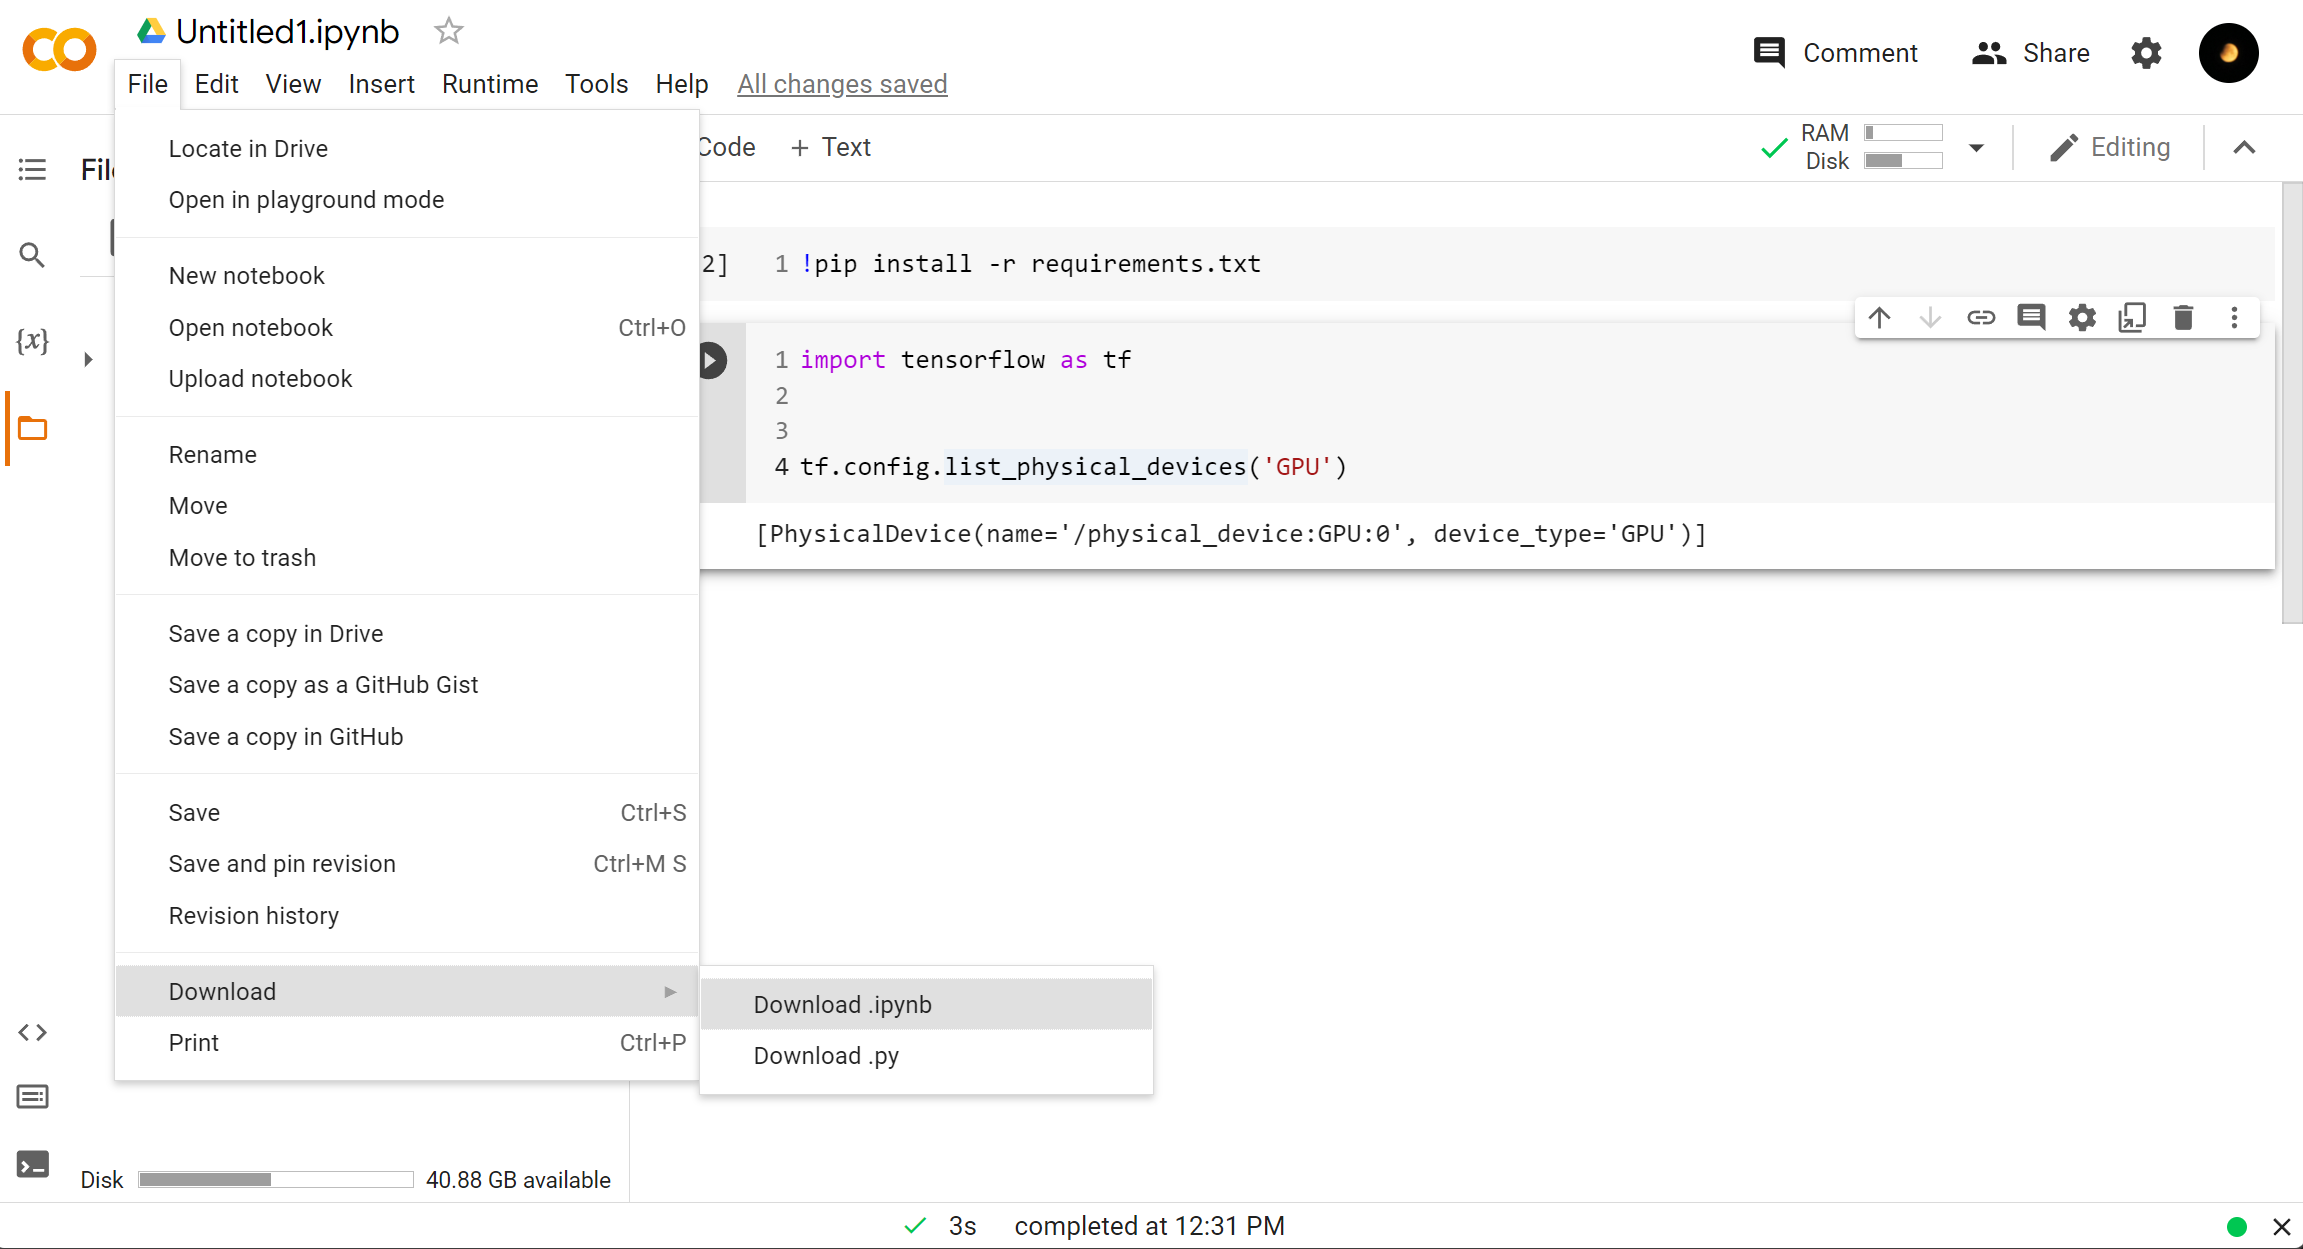 Untitled1.ipynb
File Edit View Insert Runtime Tools Help All changes saved
Comment Share
Code + Text
RAM
Disk
Editing
{x}
Locate in Drive
Open in playground mode
New notebook
Open notebook Ctrl+O
Upload notebook
Rename
Move
Move to trash
Save a copy in Drive
Save a copy as a GitHub Gist
Save a copy in GitHub
Save Ctrl+S
Save and pin revision Ctrl+M S
Revision history
Download
Print Ctrl+P
Download .ipynb
Download .py
2] 1 !pip install -r requirements.txt
1 import tensorflow as tf
2
3
4 tf.config.list_physical_devices('GPU')
[PhysicalDevice(name='/physical_device:GPU:0', device_type='GPU')]
Disk 40.88 GB available
3s completed at 12:31 PM